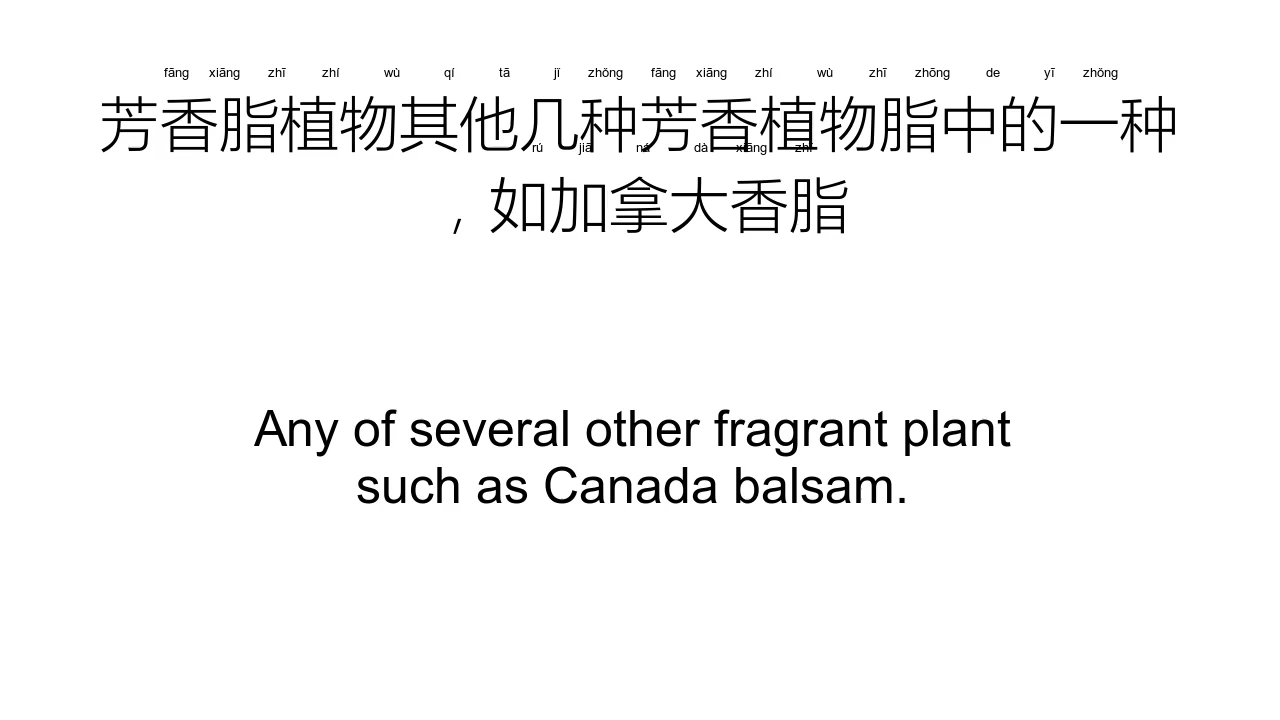 fāng xiāng zhī zhí wù qí tā jǐ zhǒng fāng xiāng zhí wù zhī zhōng de yī zhǒng
芳香脂植物其他几种芳香植物脂中的一种
rú jiā ná dà xiāng zhī
，如加拿大香脂
Any of several other fragrant plant
such as Canada balsam.